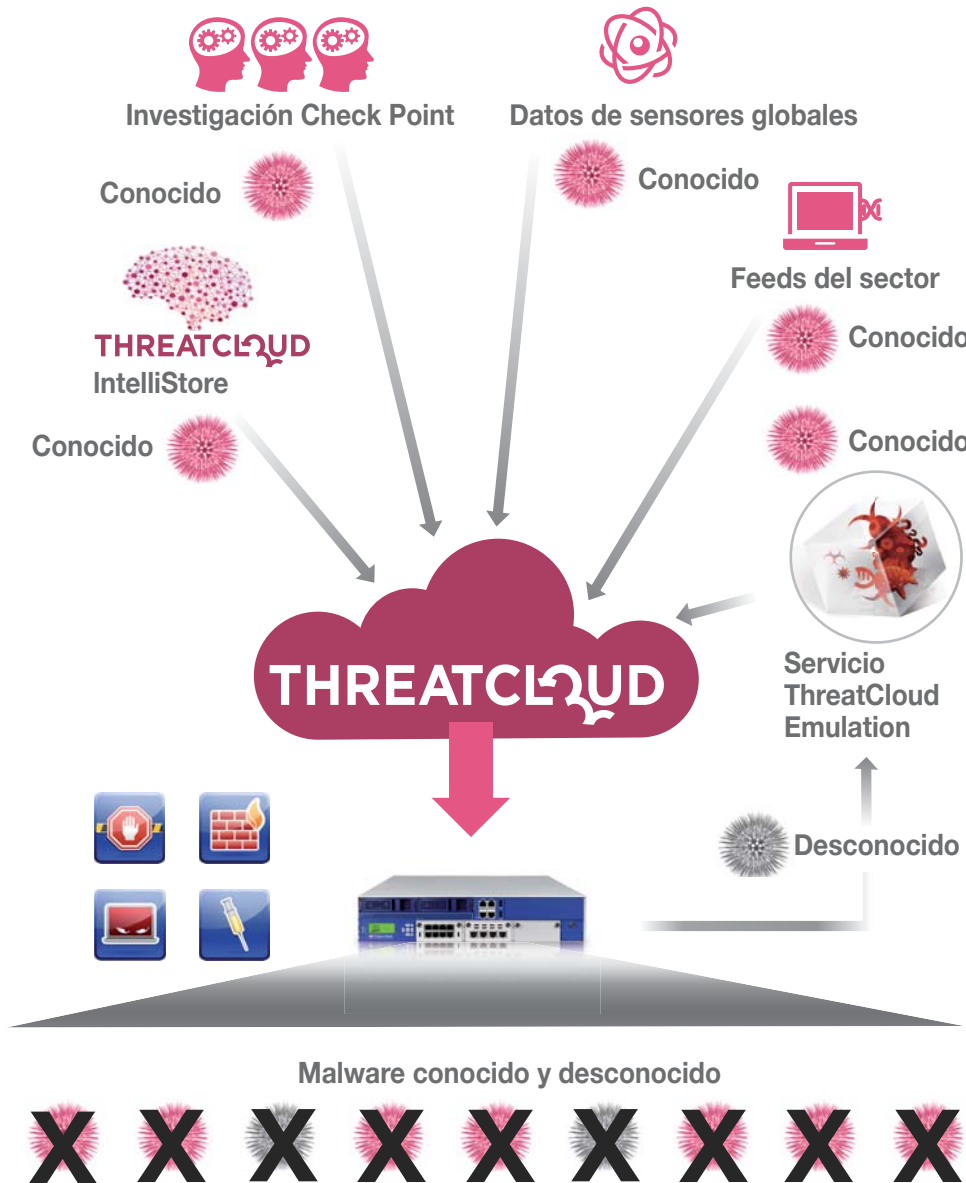 Investigación Check Point
Datos de sensores globales
Conocido
Conocido
Feeds del sector
THREATCLOUD
IntelliStore
Conocido
Conocido
Conocido
THREATCLOUD
Servicio
ThreatCloud
Emulation
Desconocido
Malware conocido y desconocido
X X X X X X X X X